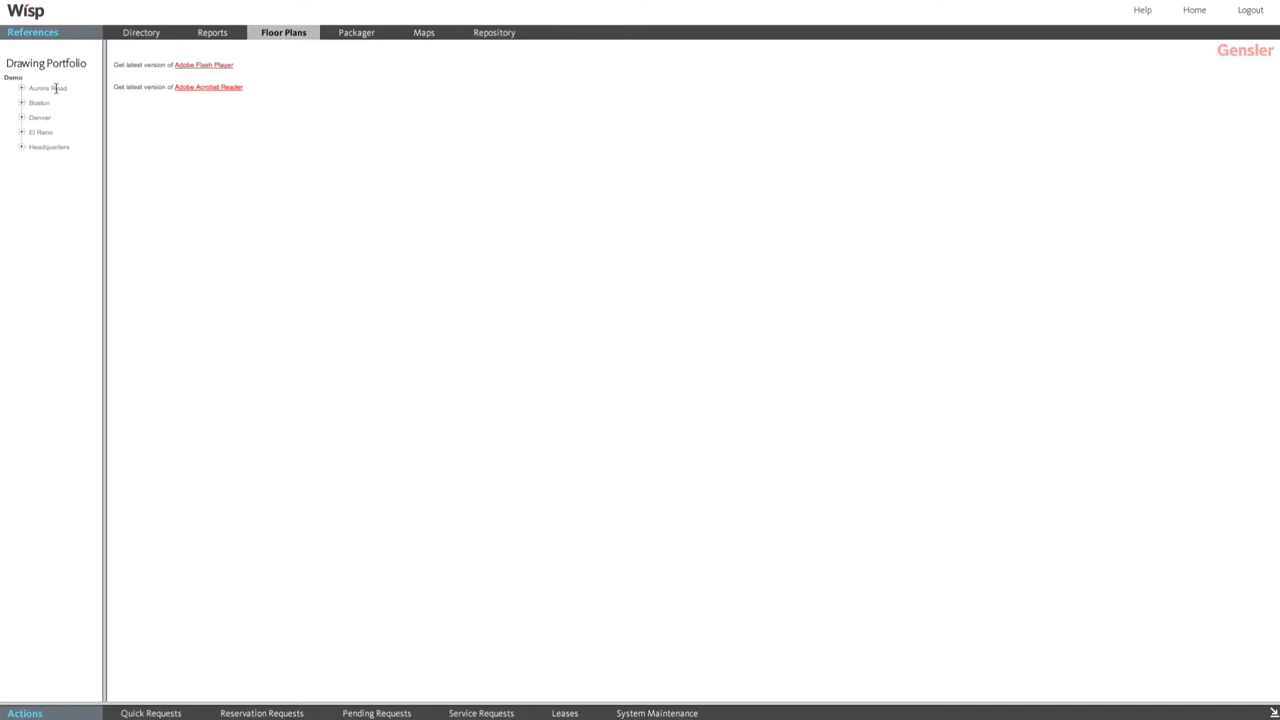 Wisp
Help Home Logout
References Directory Reports Floor Plans Packager Maps Repository
Gensler
Drawing Portfolio
Demo
Aurora Road
Boston
Denver
El Reno
Headquarters
Get latest version of Adobe Flash Player
Get latest version of Adobe Acrobat Reader
Actions Quick Requests Reservation Requests Pending Requests Service Requests Leases System Maintenance